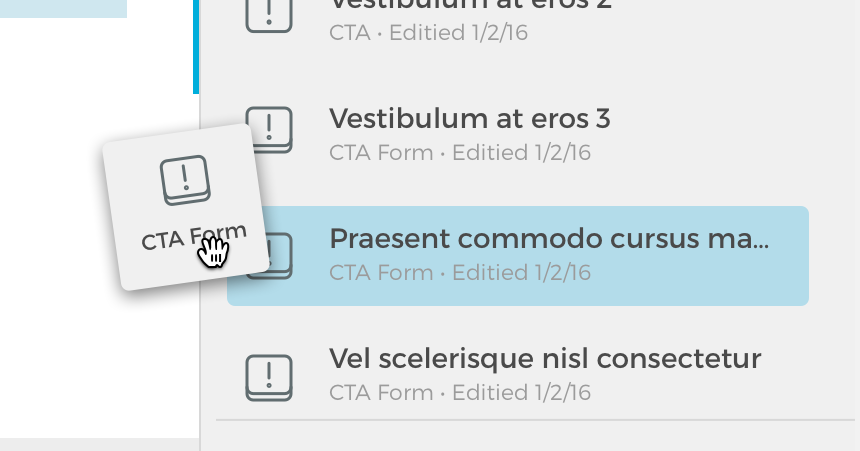 Vestibulum at eros 2
CTA • Editied 1/2/16
Vestibulum at eros 3
CTA Form • Editied 1/2/16
CTA Form
Praesent commodo cursus ma...
CTA Form • Editied 1/2/16
Vel scelerisque nisl consectetur
CTA Form • Editied 1/2/16